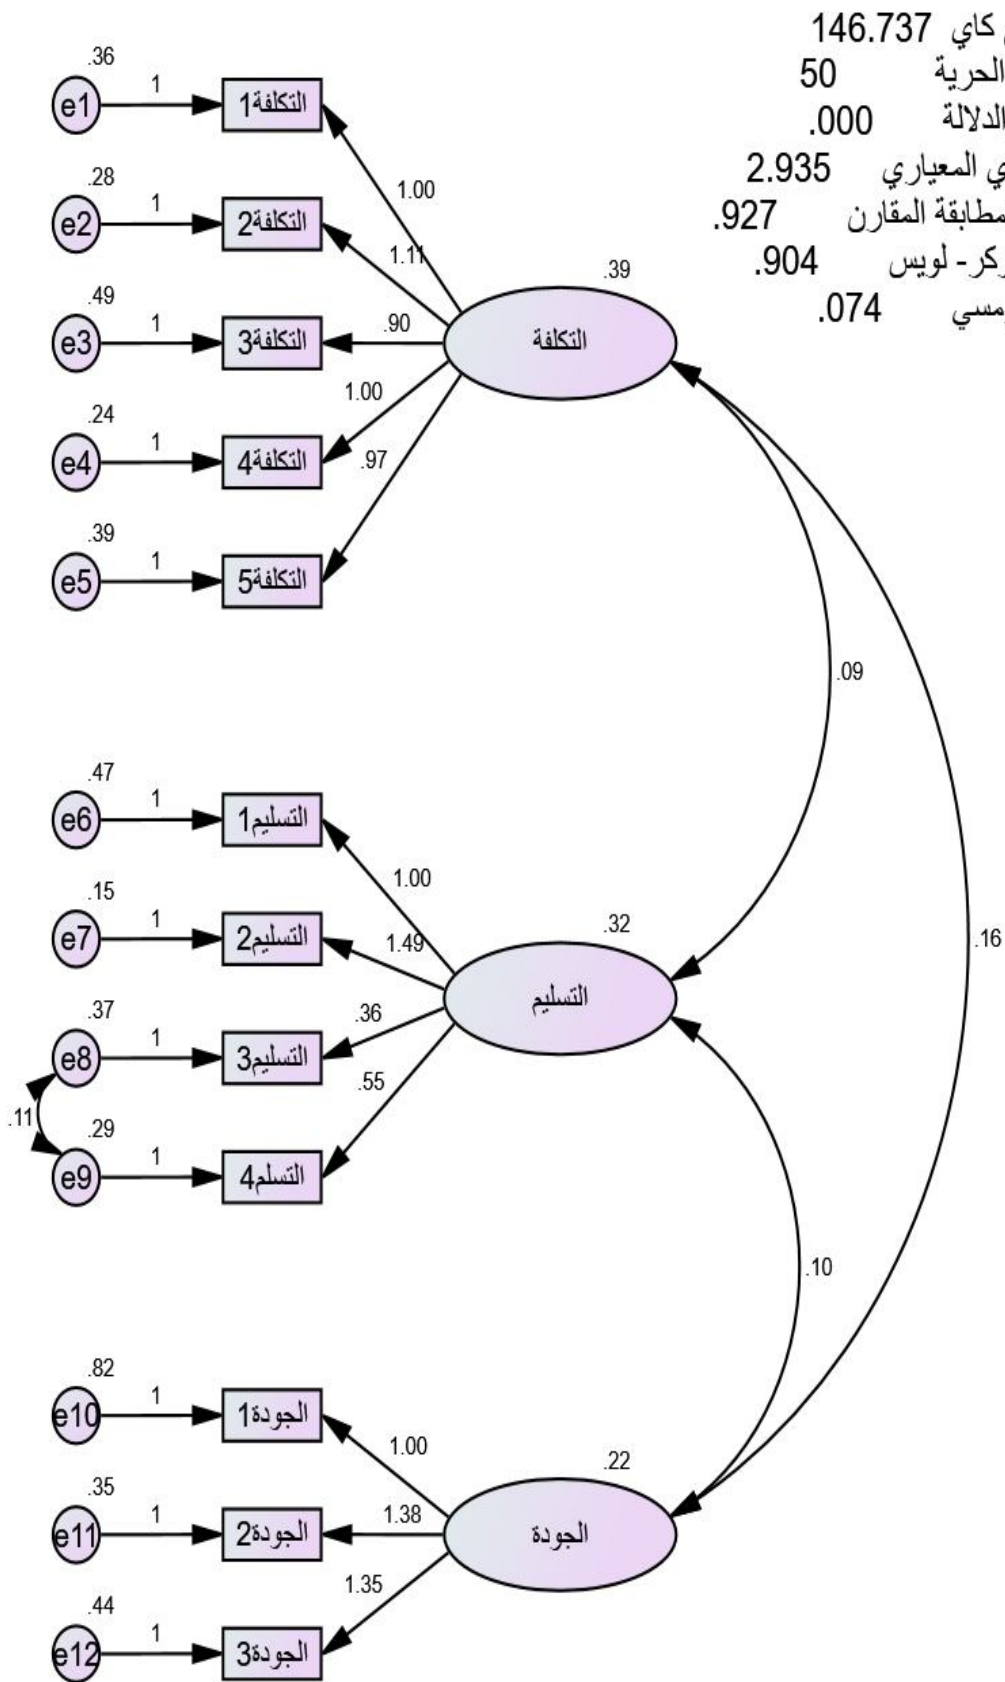 كاي 146.737
الحرية 50
الدلالة .000
المعياري 2.935
المقارن .927
لويس .904
.074
.36
e1 1 التكلفة1
1.00
.28
e2 1 التكلفة2
1.11
.39
.49
e3 1 التكلفة3
.90
التكلفة
1.00
.24
e4 1 التكلفة4
.97
.39
e5 1 التكلفة5
.09
.47
e6 1 التسليم1
1.00
.15
e7 1 التسليم2
1.49
.32
.16
التسليم
.37
e8 1 التسليم3
.36
.55
.11
.29
e9 1 التسلم4
.10
.82
e10 1 الجودة1
1.00
.22
.35
e11 1 الجودة2
1.38
الجودة
1.35
.44
e12 1 الجودة3